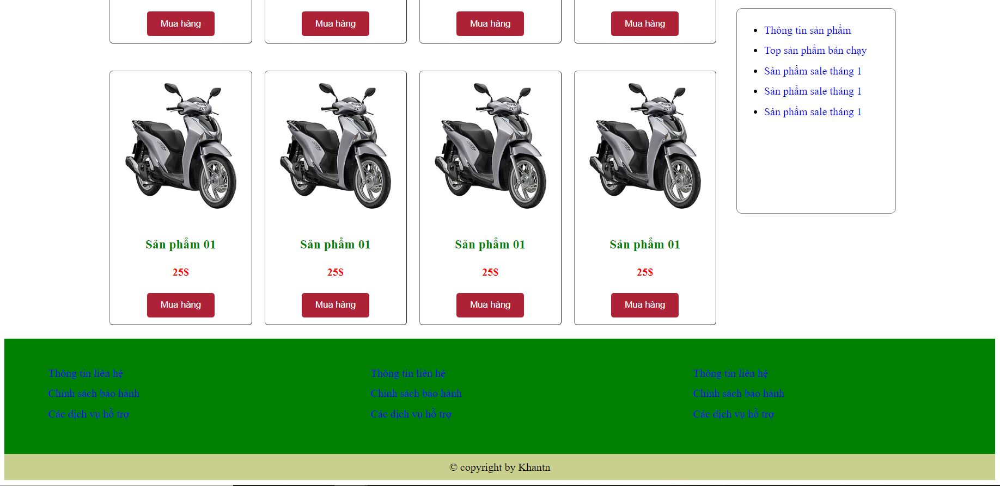 Mua hàng
Mua hàng
Mua hàng
Mua hàng
Thông tin sản phẩm
Top sản phẩm bán chạy
Sản phẩm sale tháng 1
Sản phẩm sale tháng 1
Sản phẩm sale tháng 1
Sản phẩm 01
25$
Mua hàng
Sản phẩm 01
25$
Mua hàng
Sản phẩm 01
25$
Mua hàng
Sản phẩm 01
25$
Mua hàng
Thông tin liên hệ
Chính sách bảo hành
Các dịch vụ hỗ trợ
Thông tin liên hệ
Chính sách bảo hành
Các dịch vụ hỗ trợ
Thông tin liên hệ
Chính sách bảo hành
Các dịch vụ hỗ trợ
© copyright by Khantn